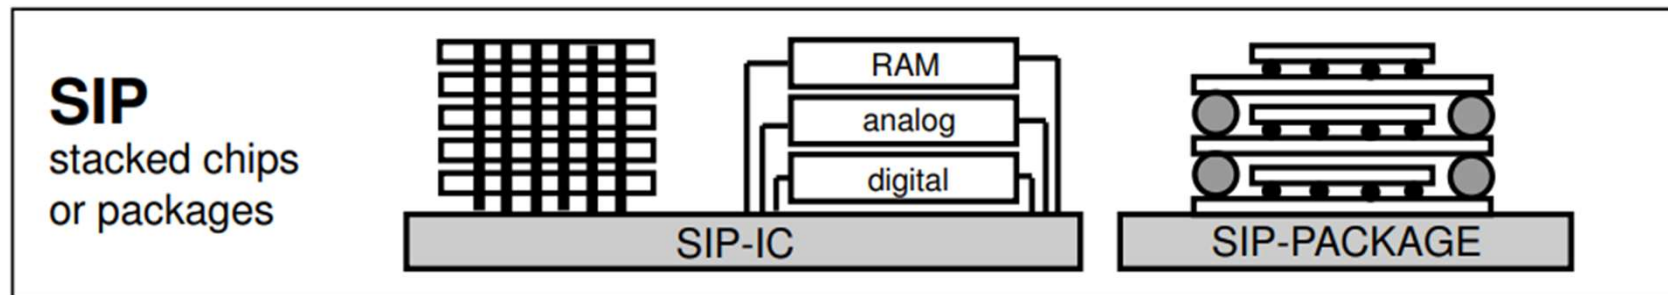 SIP
stacked chips
or packages
RAM
analog
digital
SIP-IC
SIP-PACKAGE